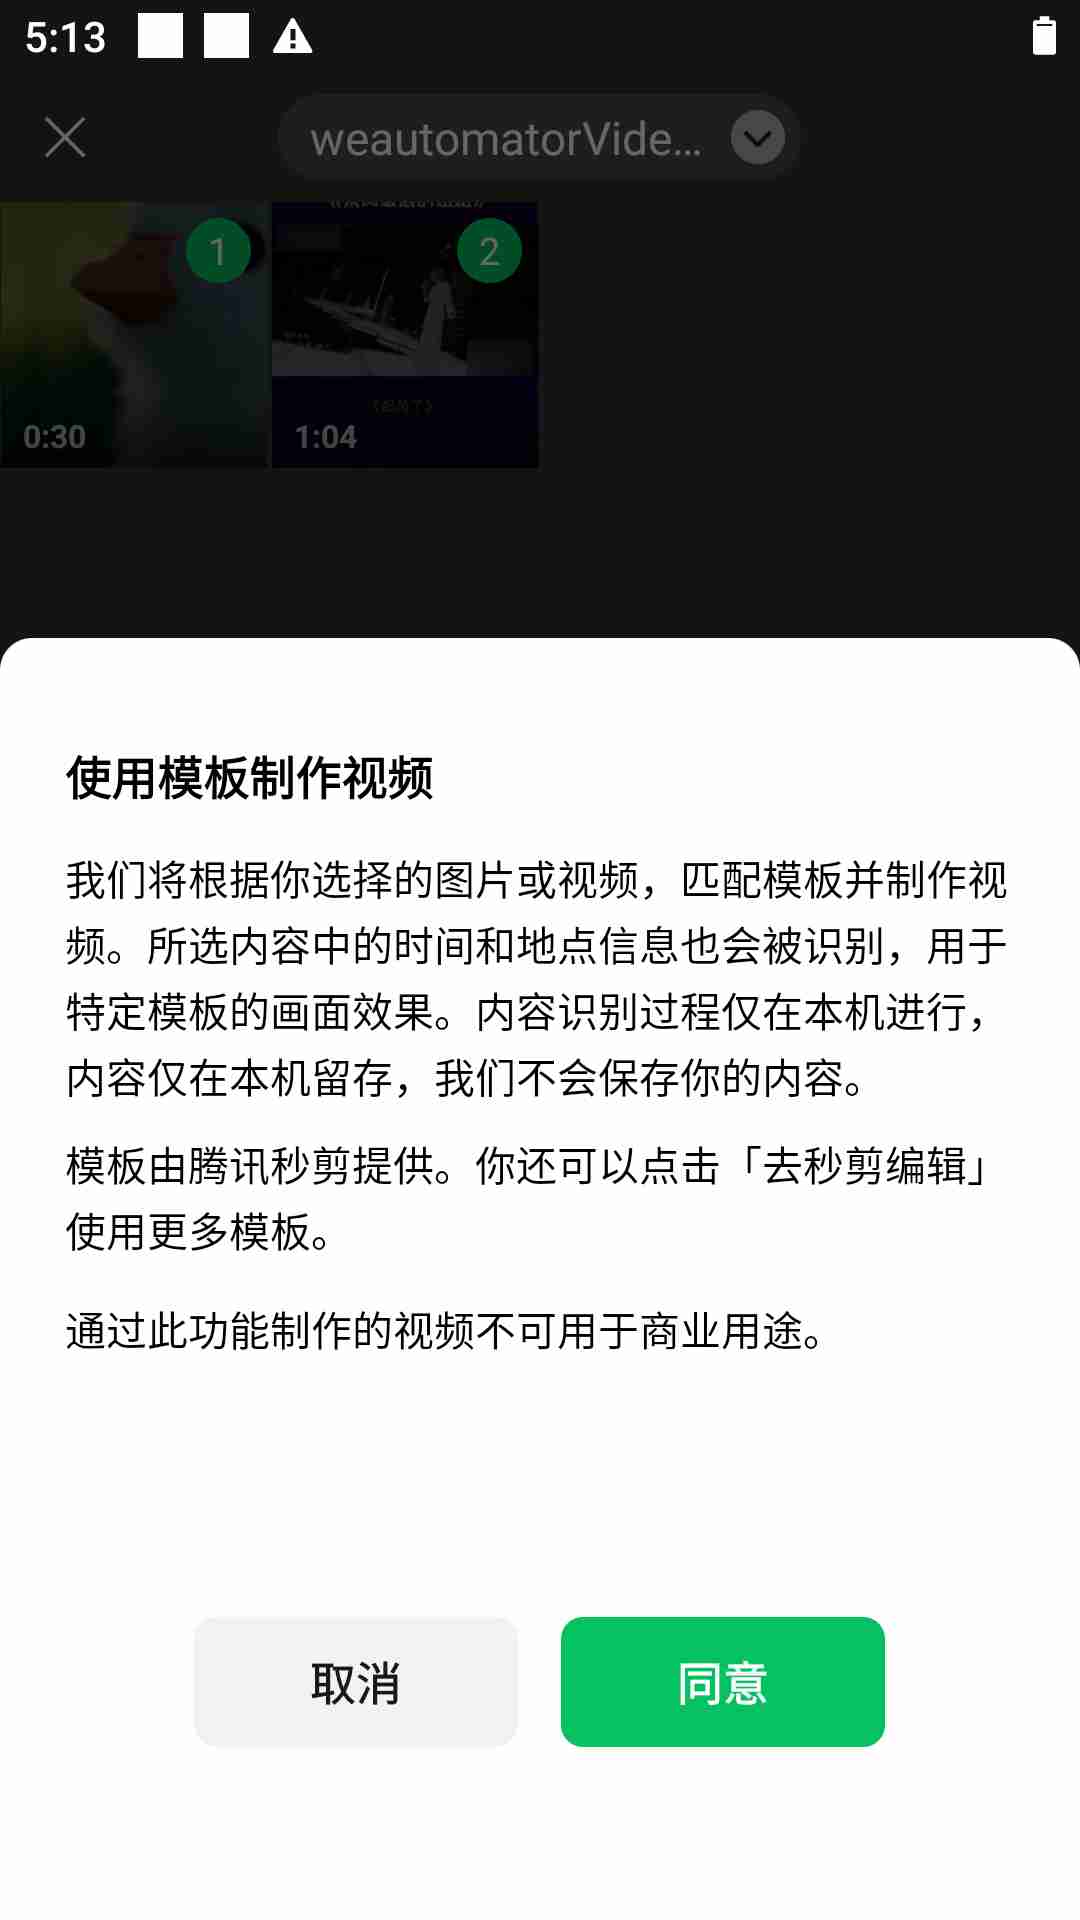 5:13
weautomatorVide...
1
2
0:30
1:04
使用模板制作视频
我们将根据你选择的图片或视频，匹配模板并制作视
频。所选内容中的时间和地点信息也会被识别，用于
特定模板的画面效果。内容识别过程仅在本机进行，
内容仅在本机留存，我们不会保存你的内容。
模板由腾讯秒剪提供。你还可以点击「去秒剪编辑」
使用更多模板。
通过此功能制作的视频不可用于商业用途。
取消
同意